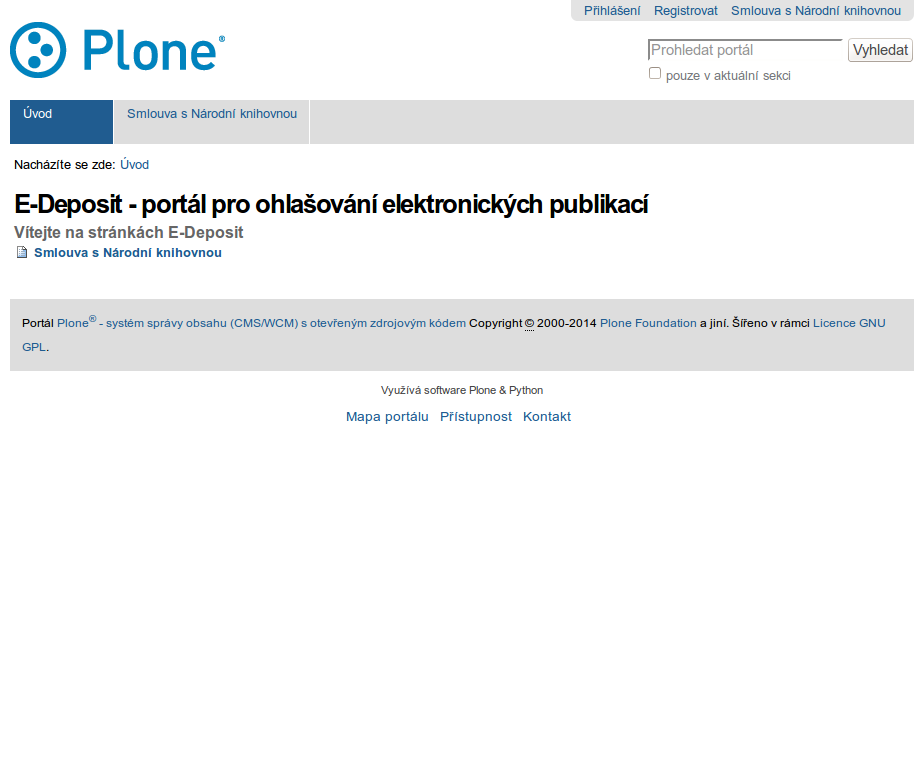 Přihlášení Registrovat Smlouva s Národní knihovnou
Plone®
Prohledat portál Vyhledat
pouze v aktuální sekci
Úvod Smlouva s Národní knihovnou
Nacházíte se zde: Úvod
E-Deposit - portál pro ohlašování elektronických publikací
Vítejte na stránkách E-Deposit
Smlouva s Národní knihovnou
Portál Plone® - systém správy obsahu (CMS/WCM) s otevřeným zdrojovým kódem Copyright © 2000-2014 Plone Foundation a jiní. Šířeno v rámci Licence GNU
GPL.
Využívá software Plone & Python
Mapa portálu Přístupnost Kontakt